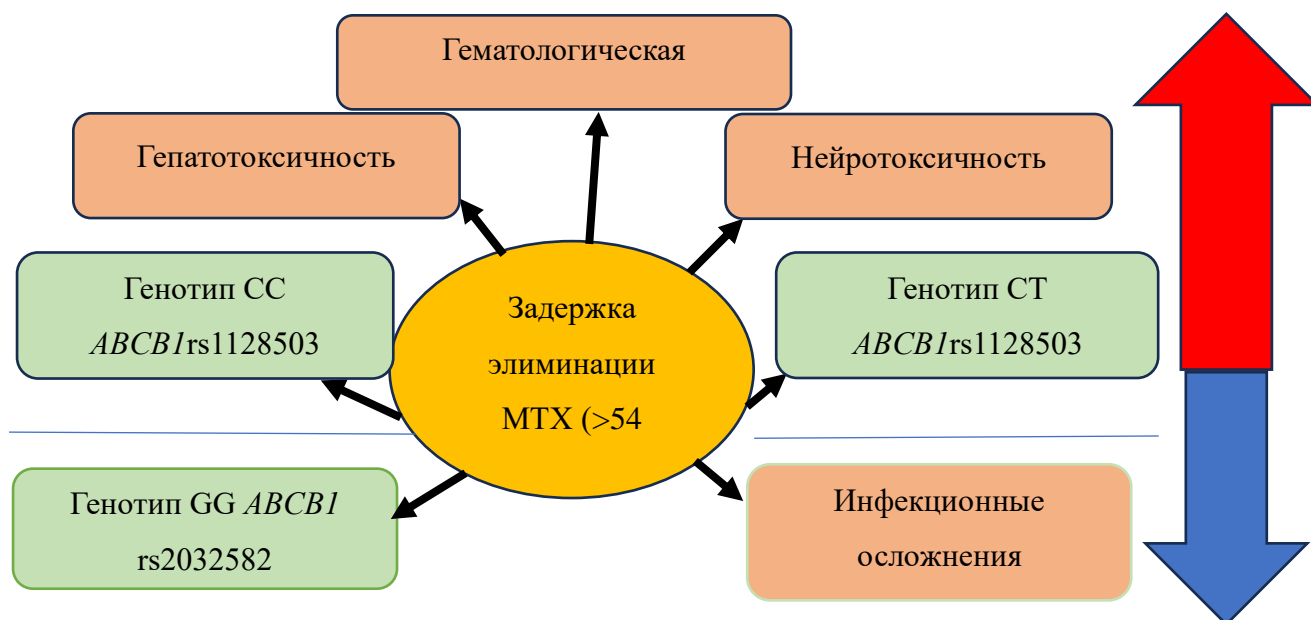 Гематологическая
Гепатотоксичность
Нейротоксичность
Генотип CC
ABCB1rs1128503
Задержка
элиминации
MTX (>54
Генотип CT
ABCB1rs1128503
Генотип GG ABCB1
rs2032582
Инфекционные
осложнения